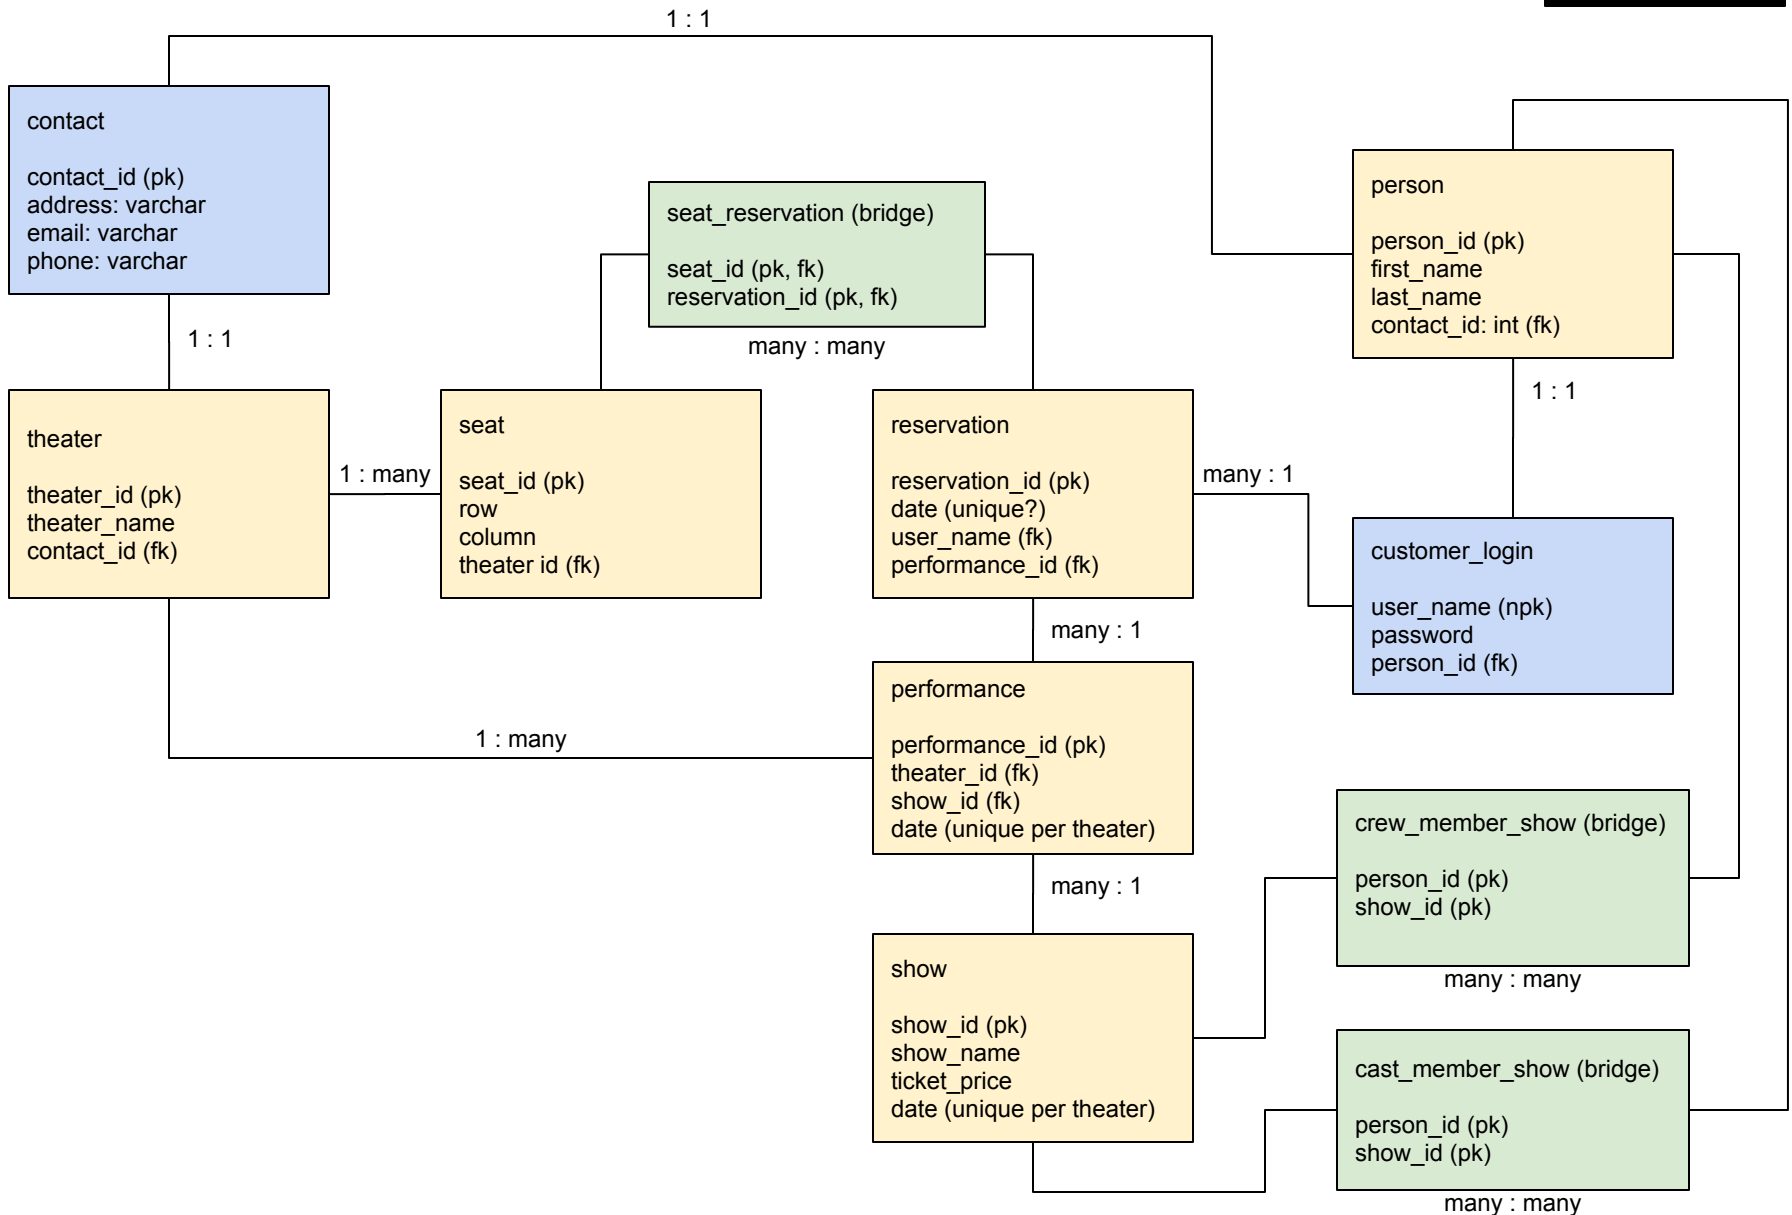 1 : 1
contact
contact_id (pk)
address: varchar
email: varchar
phone: varchar
1 : 1
seat_reservation (bridge)
seat_id (pk, fk)
reservation_id (pk, fk)
many : many
person
person_id (pk)
first_name
last_name
contact_id: int (fk)
1 : 1
theater
theater_id (pk)
theater_name
contact_id (fk)
1 : many
seat
seat_id (pk)
row
column
theater id (fk)
reservation
reservation_id (pk)
date (unique?)
user_name (fk)
performance_id (fk)
many : 1
many : 1
customer_login
user_name (npk)
password
person_id (fk)
1 : many
performance
performance_id (pk)
theater_id (fk)
show_id (fk)
date (unique per theater)
many : 1
crew_member_show (bridge)
person_id (pk)
show_id (pk)
many : many
show
show_id (pk)
show_name
ticket_price
date (unique per theater)
cast_member_show (bridge)
person_id (pk)
show_id (pk)
many : many